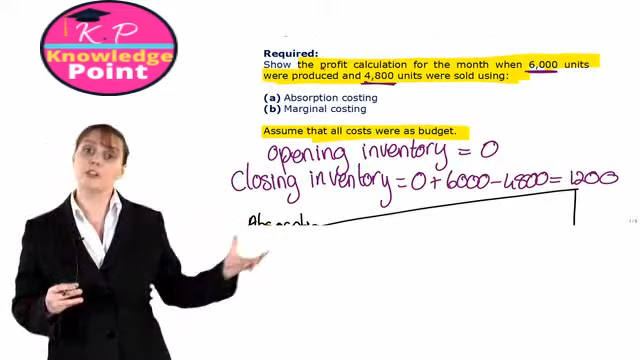 K.P
Knowledge
Point
Required:
Show the profit calculation for the month when 6,000 units
were produced and 4,800 units were sold using:
(a) Absorption costing
(b) Marginal costing
Assume that all costs were as budget.
opening inventory = 0
Closing inventory = 0 + 6000 - 4800 = 1200